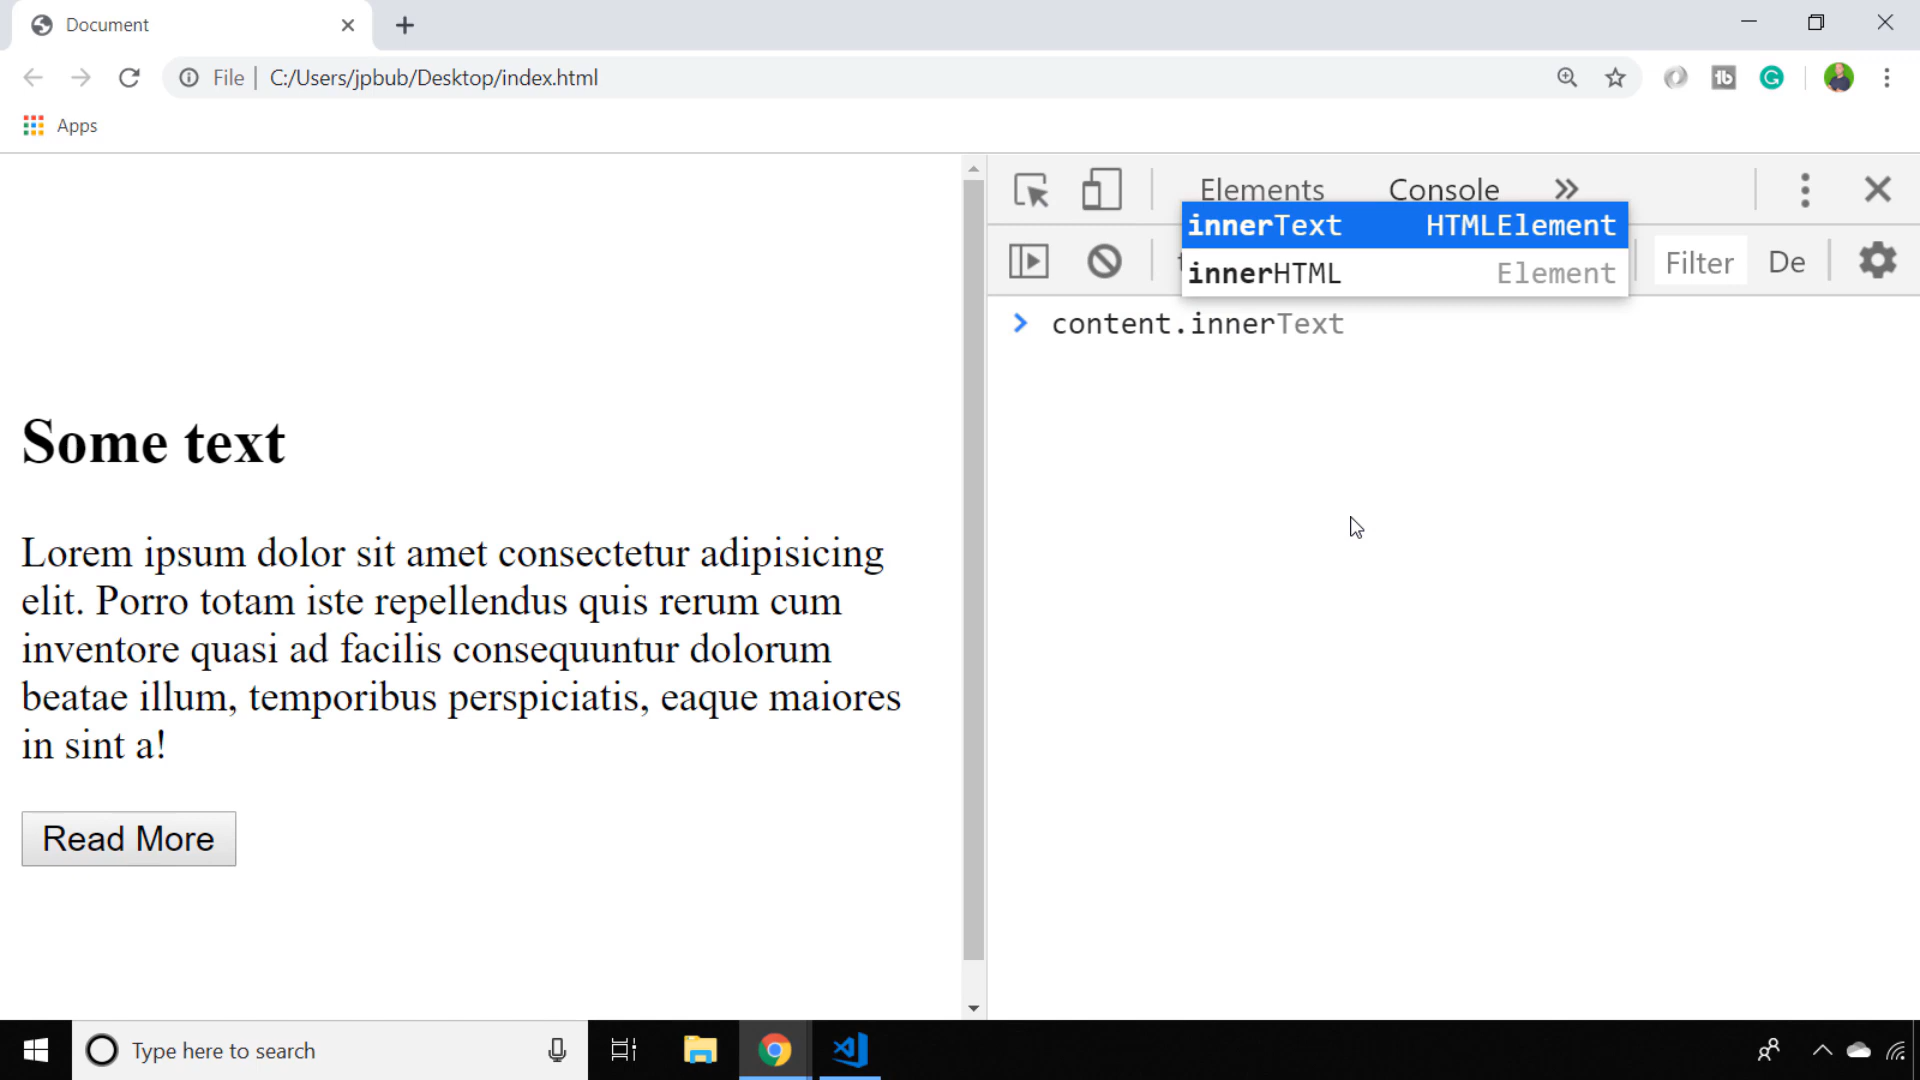 Document
File
C:/Users/jpbub/Desktop/index.html
Apps
Elements
Console
innerText HTMLElement
innerHTML Element
Filter
De
content.innerText
Some text
Lorem ipsum dolor sit amet consectetur adipisicing
elit. Porro totam iste repellendus quis rerum cum
inventore quasi ad facilis consequuntur dolorum
beatae illum, temporibus perspiciatis, eaque maiores
in sint a!
Read More
Type here to search